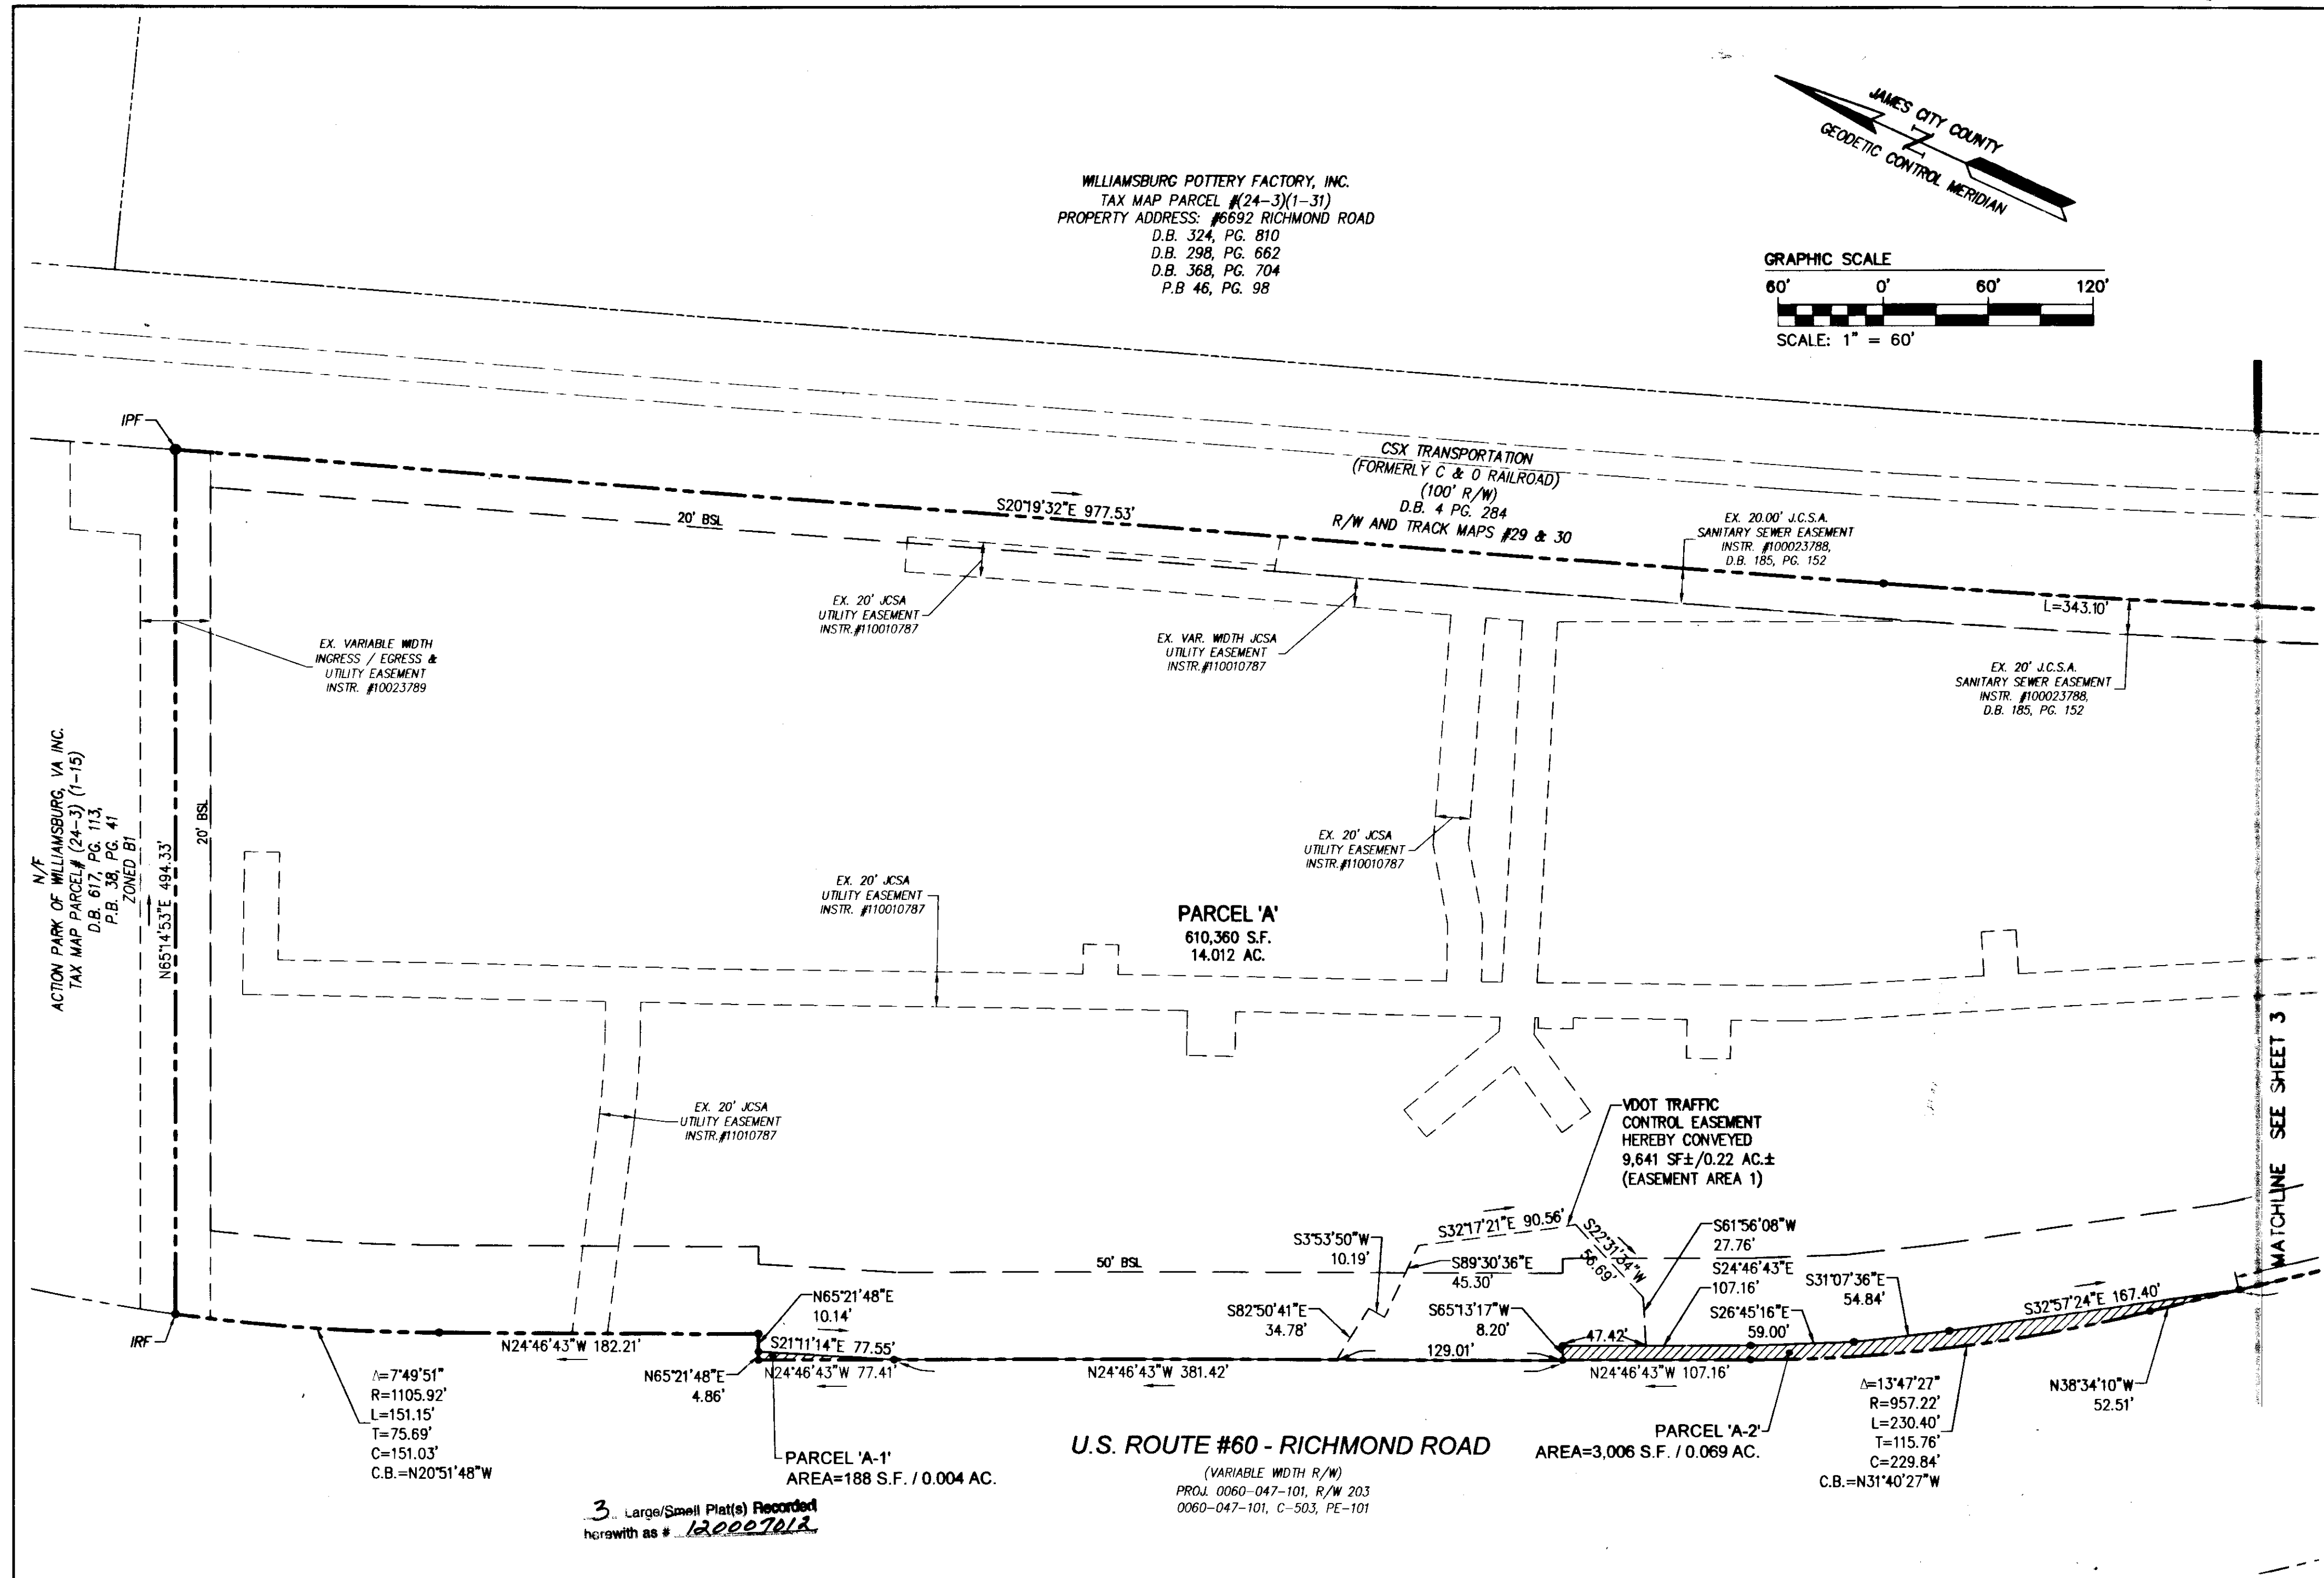 JAMES CITY COUNTY
N
GEODETIC CONTROL MERIDIAN
WILLIAMSBURG POTTERY FACTORY, INC.
TAX MAP PARCEL #(24-3)(1-31)
PROPERTY ADDRESS: #6692 RICHMOND ROAD
D.B. 324, PG. 810
D.B. 298, PG. 662
D.B. 368, PG. 704
P.B 46, PG. 98
GRAPHIC SCALE
60' 0' 60' 120'
SCALE: 1" = 60'
IPF
CSX TRANSPORTATION
(FORMERLY C & O RAILROAD)
(100' R/W)
D.B. 4 PG. 284
R/W AND TRACK MAPS #29 & 30
S20°19'32"E 977.53'
20' BSL
EX. 20.00' J.C.S.A.
SANITARY SEWER EASEMENT
INSTR. #100023788,
D.B. 185, PG. 152
L=343.10'
EX. 20' JCSA
UTILITY EASEMENT
INSTR.#110010787
EX. VAR. WIDTH JCSA
UTILITY EASEMENT
INSTR.#110010787
EX. VARIABLE WIDTH
INGRESS / EGRESS &
UTILITY EASEMENT
INSTR. #10023789
EX. 20' J.C.S.A.
SANITARY SEWER EASEMENT
INSTR. #100023788,
D.B. 185, PG. 152
N/F
ACTION PARK OF WILLIAMSBURG, VA INC.
TAX MAP PARCEL# (24-3) (1-15)
D.B. 617, PG. 113,
P.B. 38, PG. 41
ZONED B1
N65°14'53"E 494.33'
20' BSL
EX. 20' JCSA
UTILITY EASEMENT
INSTR.#110010787
EX. 20' JCSA
UTILITY EASEMENT
INSTR. #110010787
PARCEL 'A'
610,360 S.F.
14.012 AC.
EX. 20' JCSA
UTILITY EASEMENT
INSTR.#11010787
VDOT TRAFFIC
CONTROL EASEMENT
HEREBY CONVEYED
9,641 SF±/0.22 AC.±
(EASEMENT AREA 1)
MATCHLINE SEE SHEET 3
S32°17'21"E 90.56'
S22°31'34"W
56.69'
S61°56'08"W
27.76'
S3°53'50"W
10.19'
S89°30'36"E
45.30'
50' BSL
S24°46'43"E
107.16'
S31°07'36"E
54.84'
S32°57'24"E 167.40'
N65°21'48"E
10.14'
S82°50'41"E
34.78'
S65°13'17"W
8.20'
S26°45'16"E
59.00'
47.42'
IRF
N24°46'43"W 182.21'
S21°11'14"E 77.55'
129.01'
N65°21'48"E
4.86'
N24°46'43"W 77.41'
N24°46'43"W 381.42'
N24°46'43"W 107.16'
Δ=7°49'51"
R=1105.92'
L=151.15'
T=75.69'
C=151.03'
C.B.=N20°51'48"W
Δ=13°47'27"
R=957.22'
L=230.40'
T=115.76'
C=229.84'
C.B.=N31°40'27"W
N38°34'10"W
52.51'
PARCEL 'A-1'
AREA=188 S.F. / 0.004 AC.
U.S. ROUTE #60 - RICHMOND ROAD
(VARIABLE WIDTH R/W)
PROJ. 0060-047-101, R/W 203
0060-047-101, C-503, PE-101
PARCEL 'A-2'
AREA=3,006 S.F. / 0.069 AC.
3 Large/Small Plat(s) Recorded
herewith as # 120007012